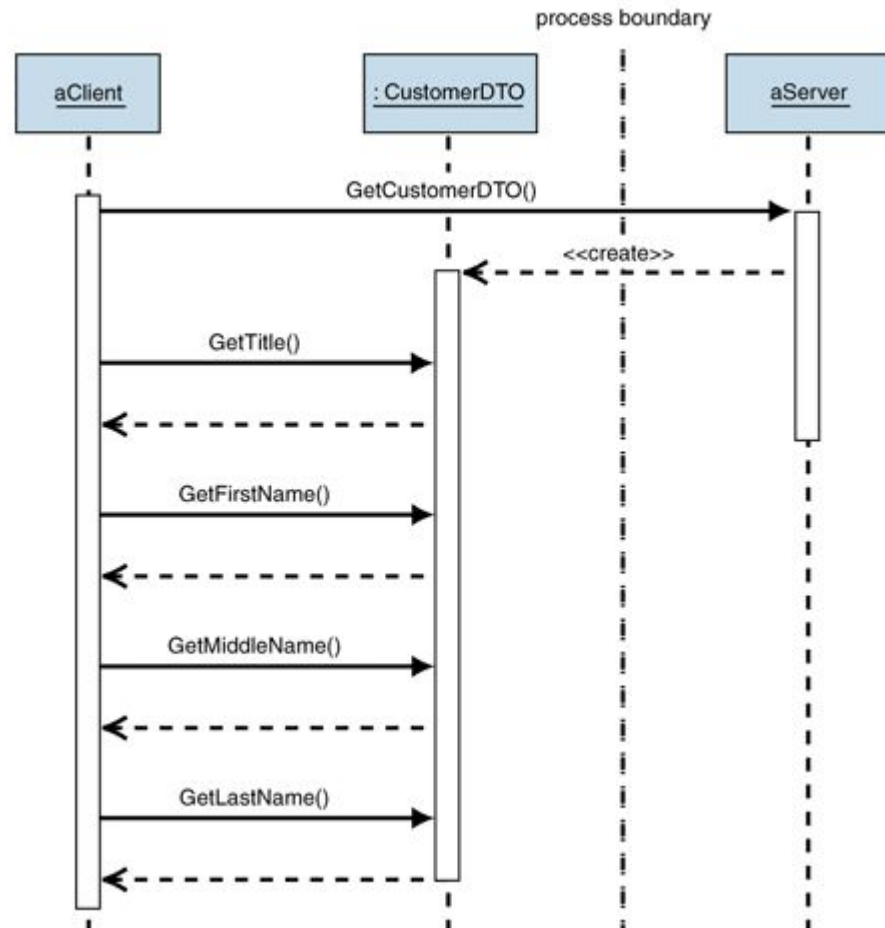 process boundary
aClient
: CustomerDTO
aServer
GetCustomerDTO()
<<create>>
GetTitle()
GetFirstName()
GetMiddleName()
GetLastName()